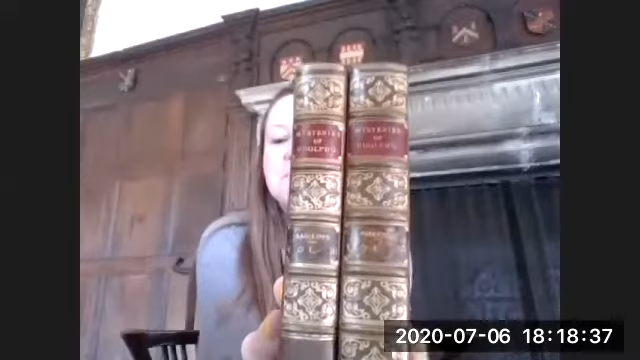 MYSTERIES
OF
UDOLPHO
MYSTERIES
OF
UDOLPHO
2020-07-06 18:18:37